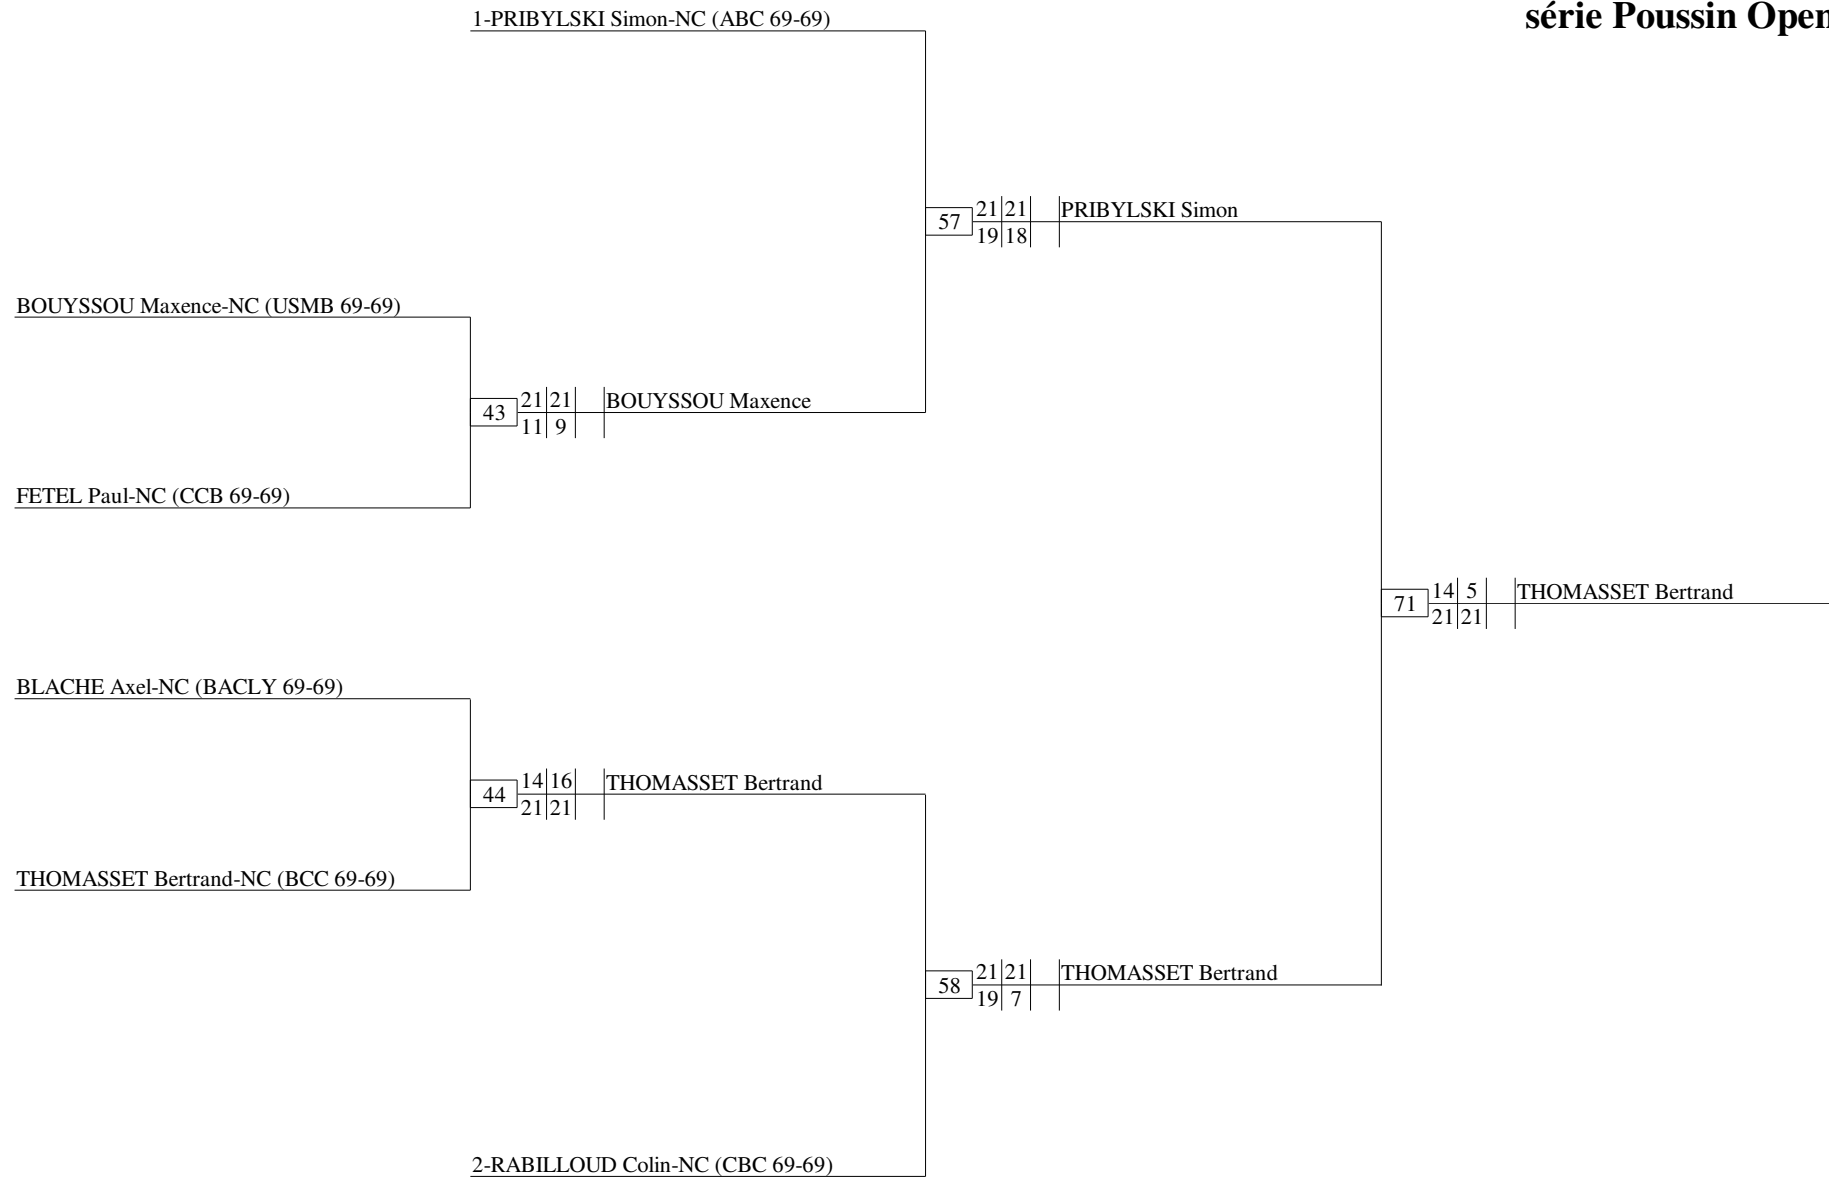 1-PRIBYLSKI Simon-NC (ABC 69-69)
série Poussin Open
57
21 21
PRIBYLSKI Simon
19 18
BOUYSSOU Maxence-NC (USMB 69-69)
43
21 21
BOUYSSOU Maxence
11 9
FETEL Paul-NC (CCB 69-69)
71
14 5
THOMASSET Bertrand
21 21
BLACHE Axel-NC (BACLY 69-69)
44
14 16
THOMASSET Bertrand
21 21
THOMASSET Bertrand-NC (BCC 69-69)
58
21 21
THOMASSET Bertrand
19 7
2-RABILLOUD Colin-NC (CBC 69-69)